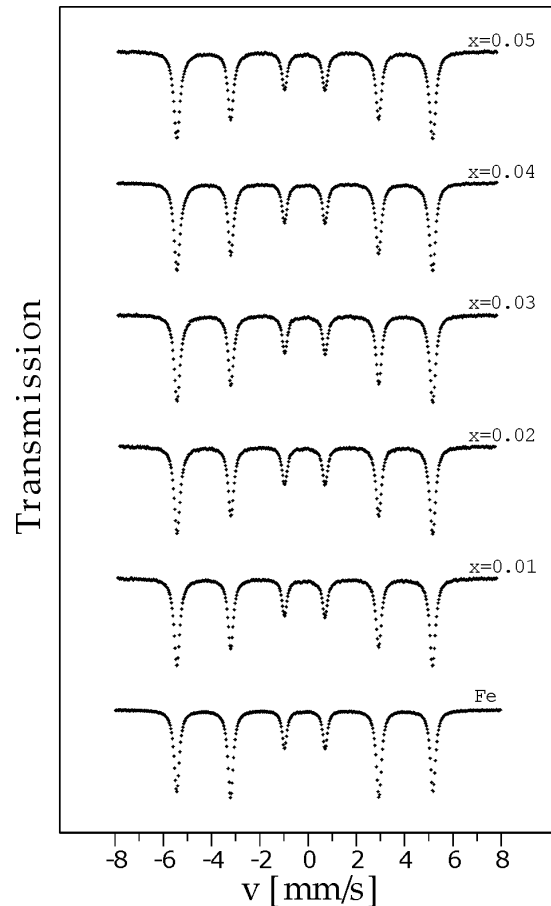 x=0.05
x=0.04
x=0.03
x=0.02
x=0.01
Fe
Transmission
-8 -6 -4 -2 0 2 4 6 8
v [mm/s]